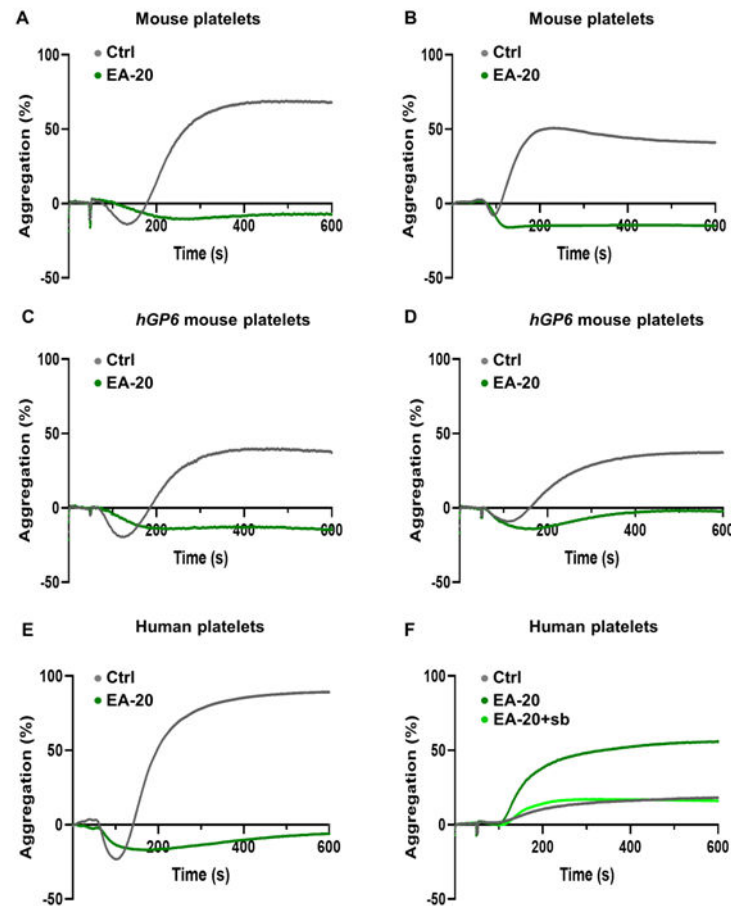 A Mouse platelets
Ctrl
EA-20
Aggregation (%)
100
50
0
-50
200 400 600
Time (s)
B Mouse platelets
Ctrl
EA-20
Aggregation (%)
100
50
0
-50
200 400 600
Time (s)
C hGP6 mouse platelets
Ctrl
EA-20
Aggregation (%)
100
50
0
-50
200 400 600
Time (s)
D hGP6 mouse platelets
Ctrl
EA-20
Aggregation (%)
100
50
0
-50
200 400 600
Time (s)
E Human platelets
Ctrl
EA-20
Aggregation (%)
100
50
0
-50
200 400 600
Time (s)
F Human platelets
Ctrl
EA-20
EA-20+sb
Aggregation (%)
100
50
0
-50
200 400 600
Time (s)